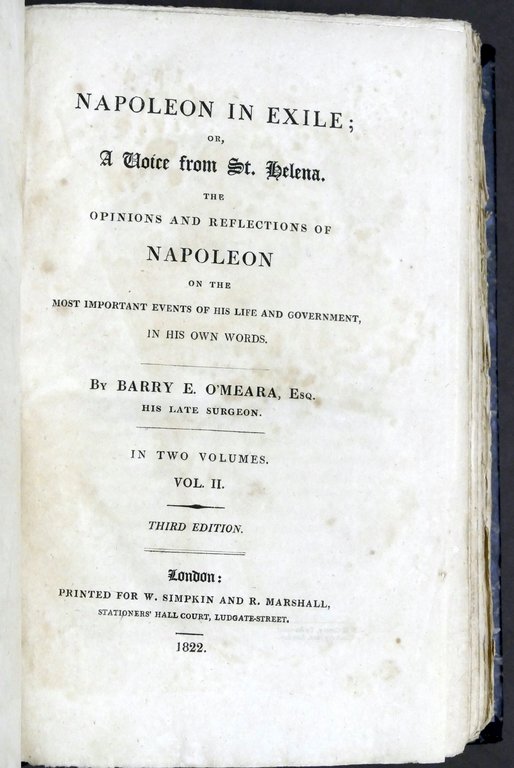 NAPOLEON IN EXILE;
OR,
A Voice from St. Helena.
THE
OPINIONS AND REFLECTIONS OF
NAPOLEON
ON THE
MOST IMPORTANT EVENTS OF HIS LIFE AND GOVERNMENT,
IN HIS OWN WORDS.
BY BARRY E. O'MEARA, ESQ.
HIS LATE SURGEON.
IN TWO VOLUMES.
VOL. II.
THIRD EDITION.
London:
PRINTED FOR W. SIMPKIN AND R. MARSHALL,
STATIONERS' HALL COURT, LUDGATE-STREET.
1822.